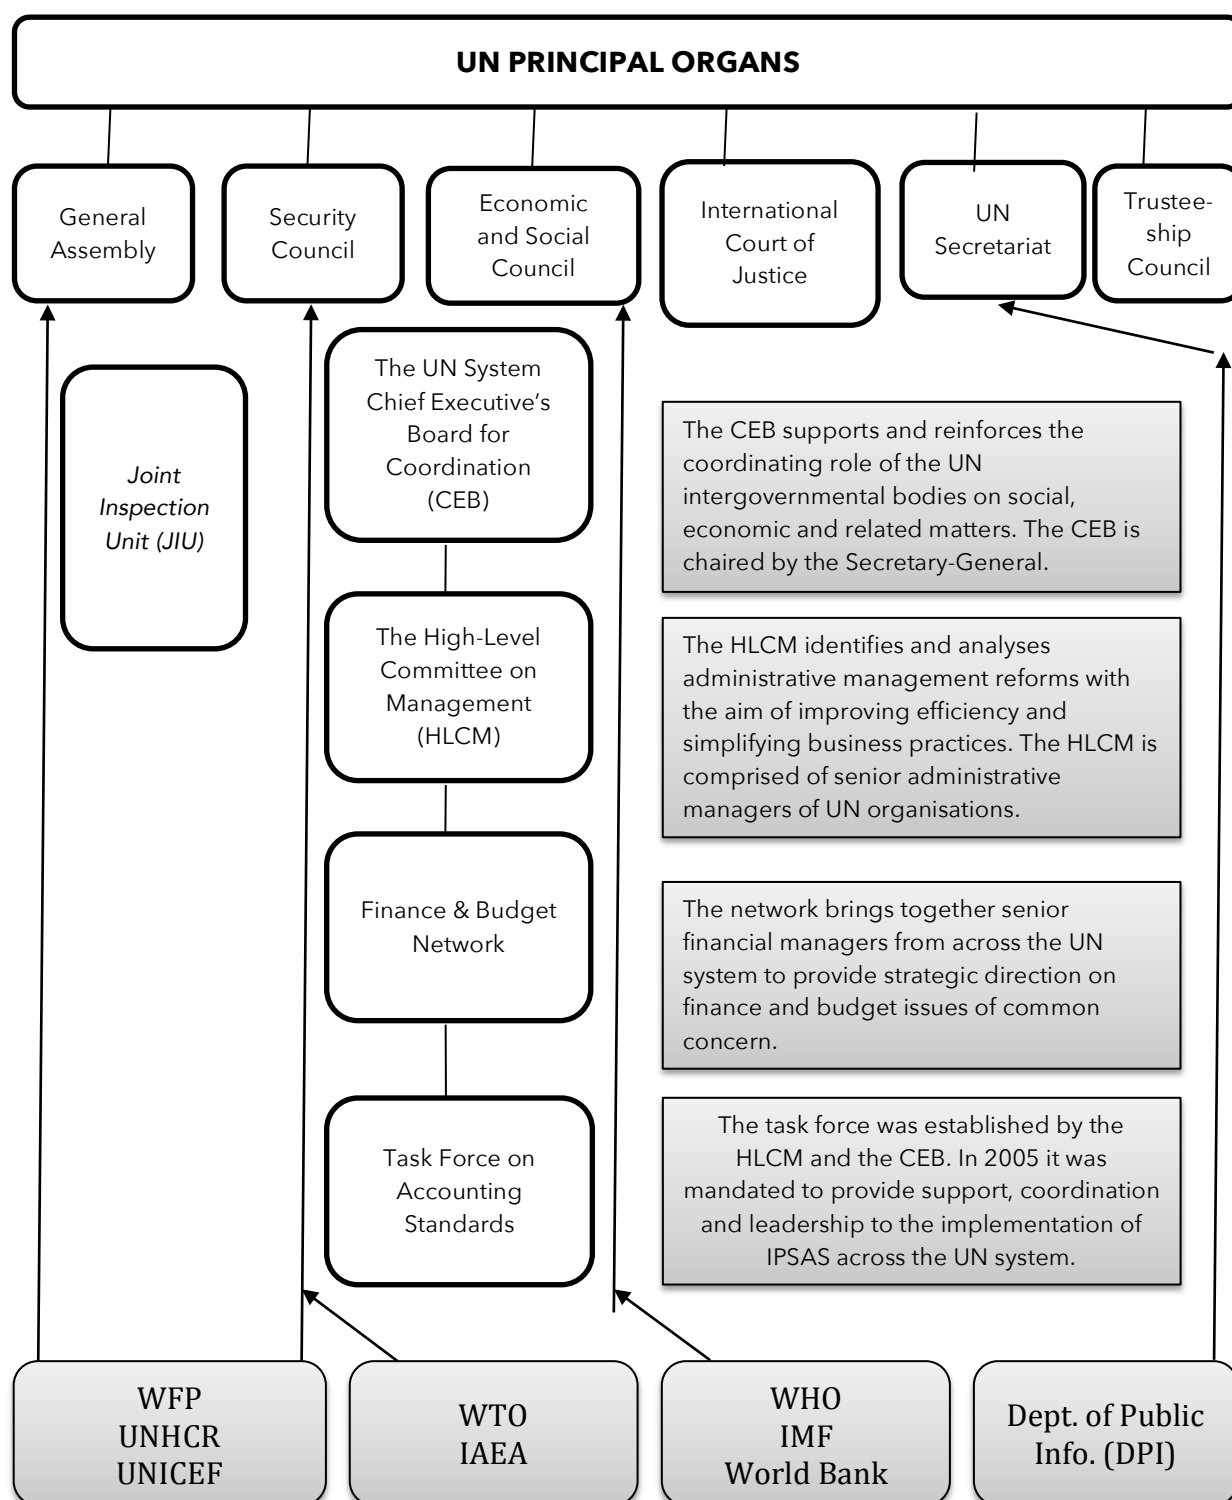 UN PRINCIPAL ORGANS
General
Assembly
Security
Council
Economic
and Social
Council
International
Court of
Justice
UN
Secretariat
Trustee-
ship
Council
Joint
Inspection
Unit (JIU)
The UN System
Chief Executive’s
Board for
Coordination
(CEB)
The CEB supports and reinforces the
coordinating role of the UN
intergovernmental bodies on social,
economic and related matters. The CEB is
chaired by the Secretary-General.
The High-Level
Committee on
Management
(HLCM)
The HLCM identifies and analyses
administrative management reforms with
the aim of improving efficiency and
simplifying business practices. The HLCM is
comprised of senior administrative
managers of UN organisations.
Finance & Budget
Network
The network brings together senior
financial managers from across the UN
system to provide strategic direction on
finance and budget issues of common
concern.
Task Force on
Accounting
Standards
The task force was established by the
HLCM and the CEB. In 2005 it was
mandated to provide support, coordination
and leadership to the implementation of
IPSAS across the UN system.
WFP
UNHCR
UNICEF
WTO
IAEA
WHO
IMF
World Bank
Dept. of Public
Info. (DPI)